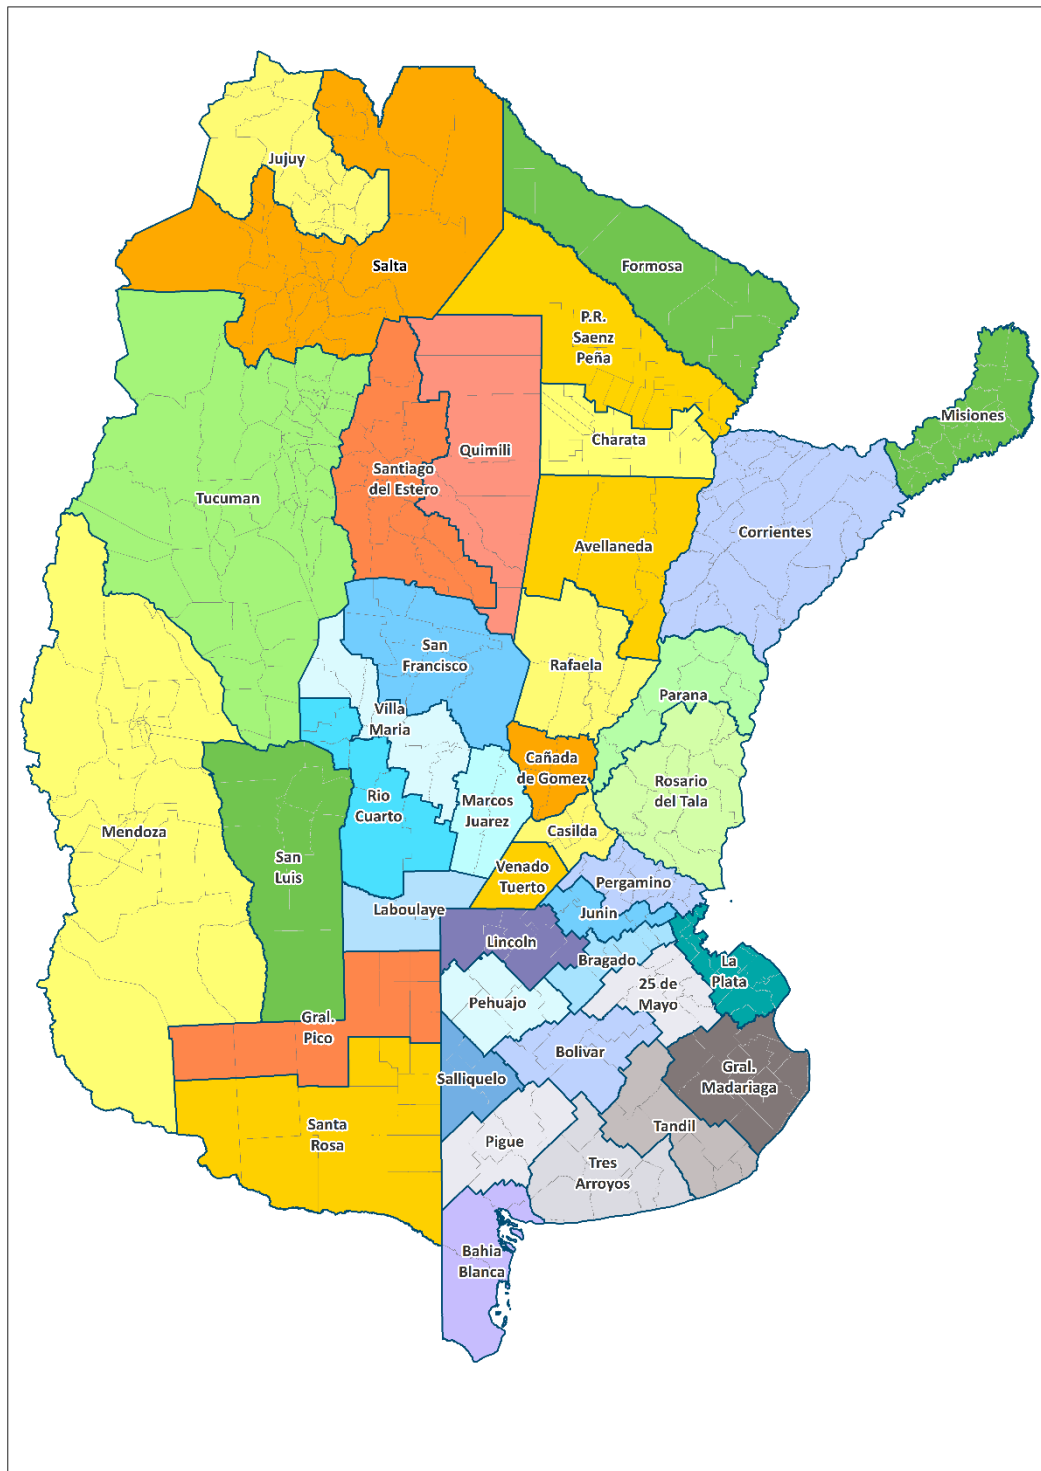 Jujuy
Salta
Formosa
P.R.
Saenz
Peña
Misiones
Charata
Quimili
Santiago
del Estero
Tucuman
Corrientes
Avellaneda
San
Francisco
Rafaela
Parana
Villa
Maria
Cañada
de Gomez
Rosario
del Tala
Rio
Cuarto
Marcos
Juarez
Mendoza
Casilda
San
Luis
Venado
Tuerto
Pergamino
Laboulaye
Junin
Lincoln
Bragado
La
Plata
25 de
Mayo
Pehuajo
Gral.
Pico
Bolivar
Salliquelo
Gral.
Madariaga
Santa
Rosa
Tandil
Pigue
Tres
Arroyos
Bahia
Blanca